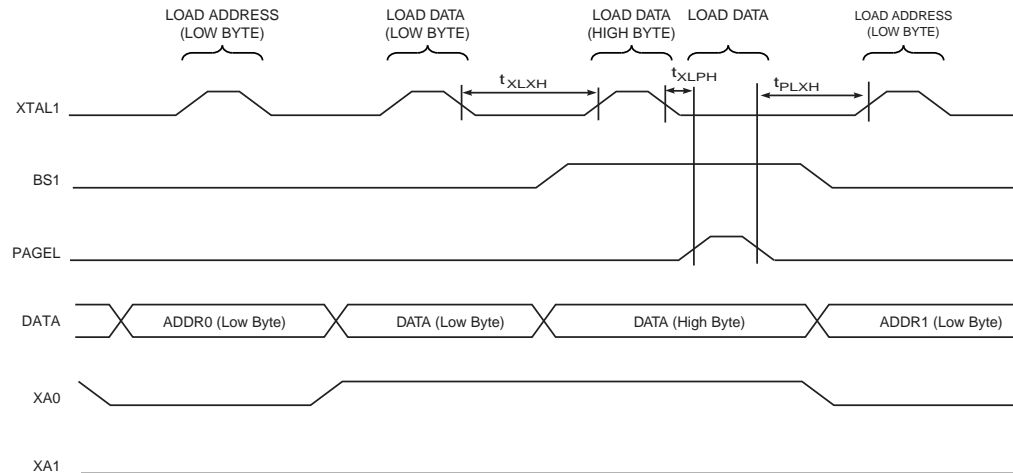 LOAD ADDRESS
(LOW BYTE)
LOAD DATA
(LOW BYTE)
LOAD DATA
(HIGH BYTE)
LOAD DATA
LOAD ADDRESS
(LOW BYTE)
tXLXH
tXLPH
tPLXH
XTAL1
BS1
PAGEL
DATA
ADDR0 (Low Byte)
DATA (Low Byte)
DATA (High Byte)
ADDR1 (Low Byte)
XA0
XA1